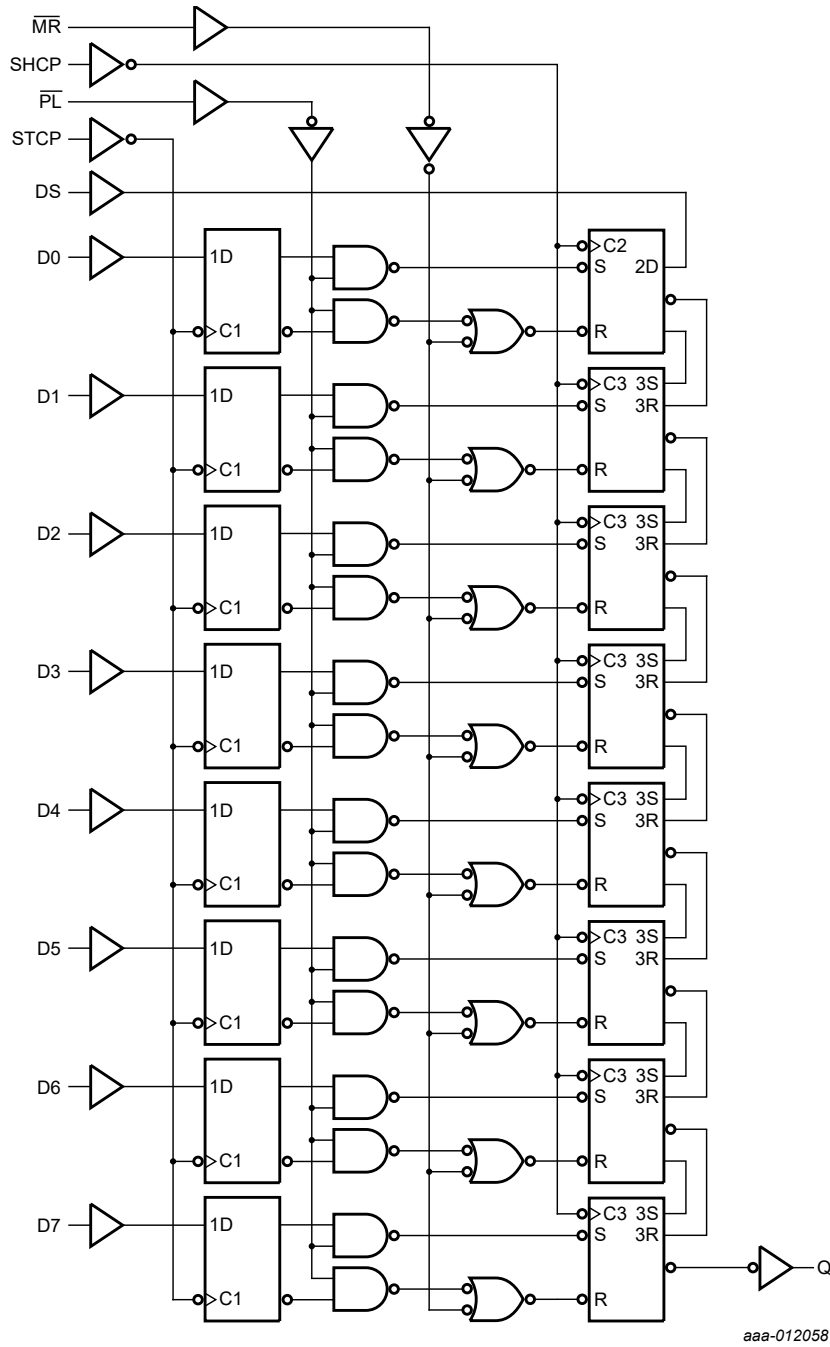 M̅R̅
SHCP
P̅L̅
STCP
DS
D0 1D C2
S 2D
C1 R
D1 1D C3 3S
S 3R
C1 R
D2 1D C3 3S
S 3R
C1 R
D3 1D C3 3S
S 3R
C1 R
D4 1D C3 3S
S 3R
C1 R
D5 1D C3 3S
S 3R
C1 R
D6 1D C3 3S
S 3R
C1 R
D7 1D C3 3S
S 3R
Q
C1 R
aaa-012058